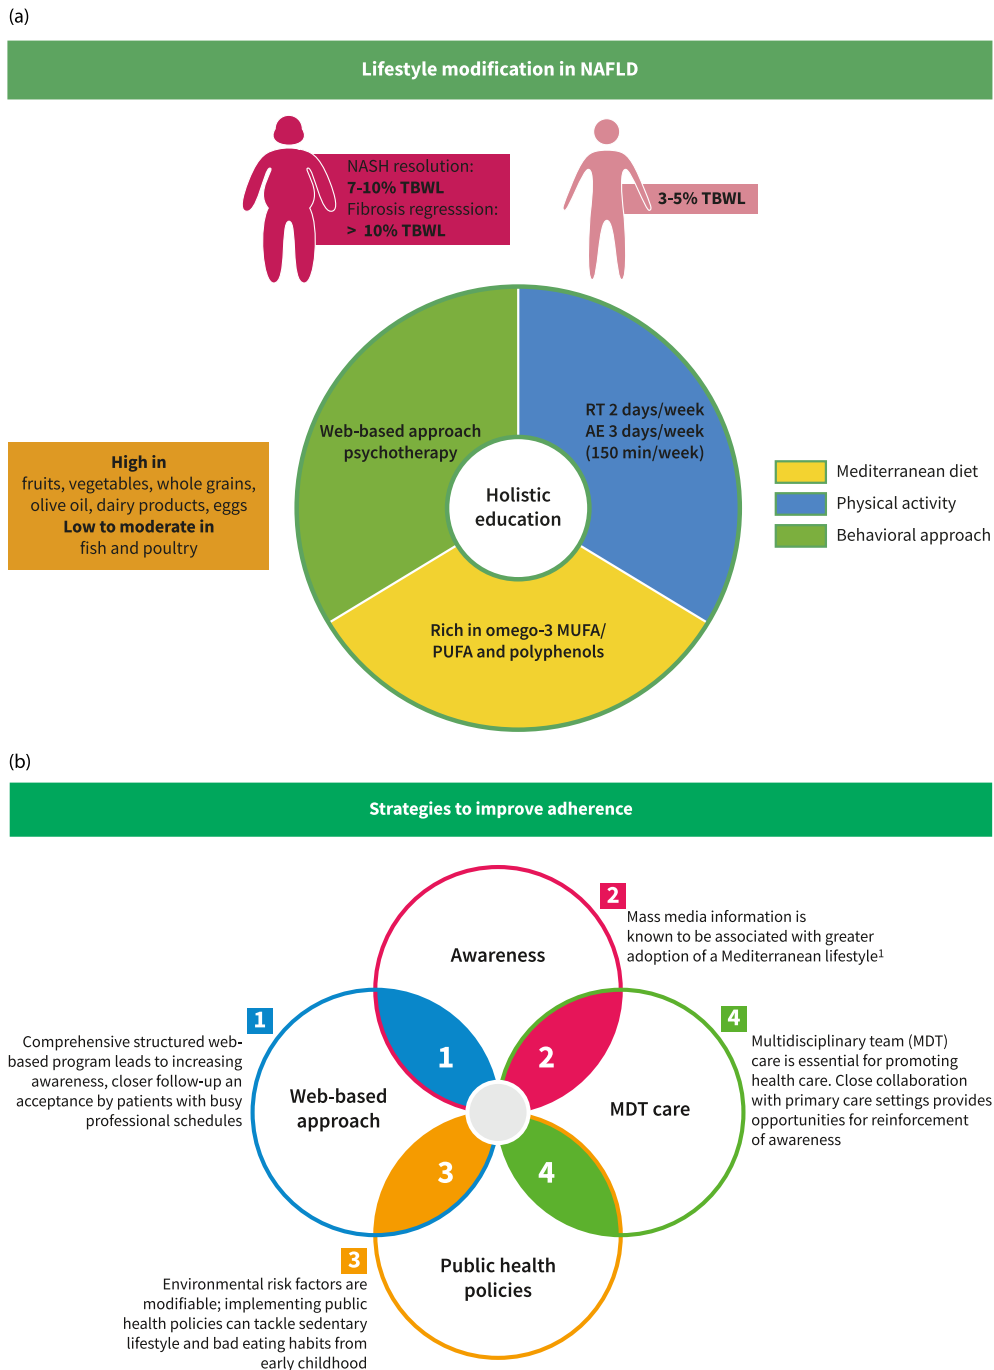 (a)
Lifestyle modification in NAFLD
NASH resolution:
7-10% TBWL
Fibrosis regresssion:
> 10% TBWL
3-5% TBWL
Web-based approach
psychotherapy
RT 2 days/week
AE 3 days/week
(150 min/week)
Holistic
education
Rich in omego-3 MUFA/
PUFA and polyphenols
High in
fruits, vegetables, whole grains,
olive oil, dairy products, eggs
Low to moderate in
fish and poultry
Mediterranean diet
Physical activity
Behavioral approach
(b)
Strategies to improve adherence
Awareness
2
Mass media information is
known to be associated with greater
adoption of a Mediterranean lifestyle¹
1
Comprehensive structured web-
based program leads to increasing
awareness, closer follow-up an
acceptance by patients with busy
professional schedules
Web-based
approach
1
2
3
4
MDT care
4
Multidisciplinary team (MDT)
care is essential for promoting
health care. Close collaboration
with primary care settings provides
opportunities for reinforcement
of awareness
Public health
policies
3
Environmental risk factors are
modifiable; implementing public
health policies can tackle sedentary
lifestyle and bad eating habits from
early childhood